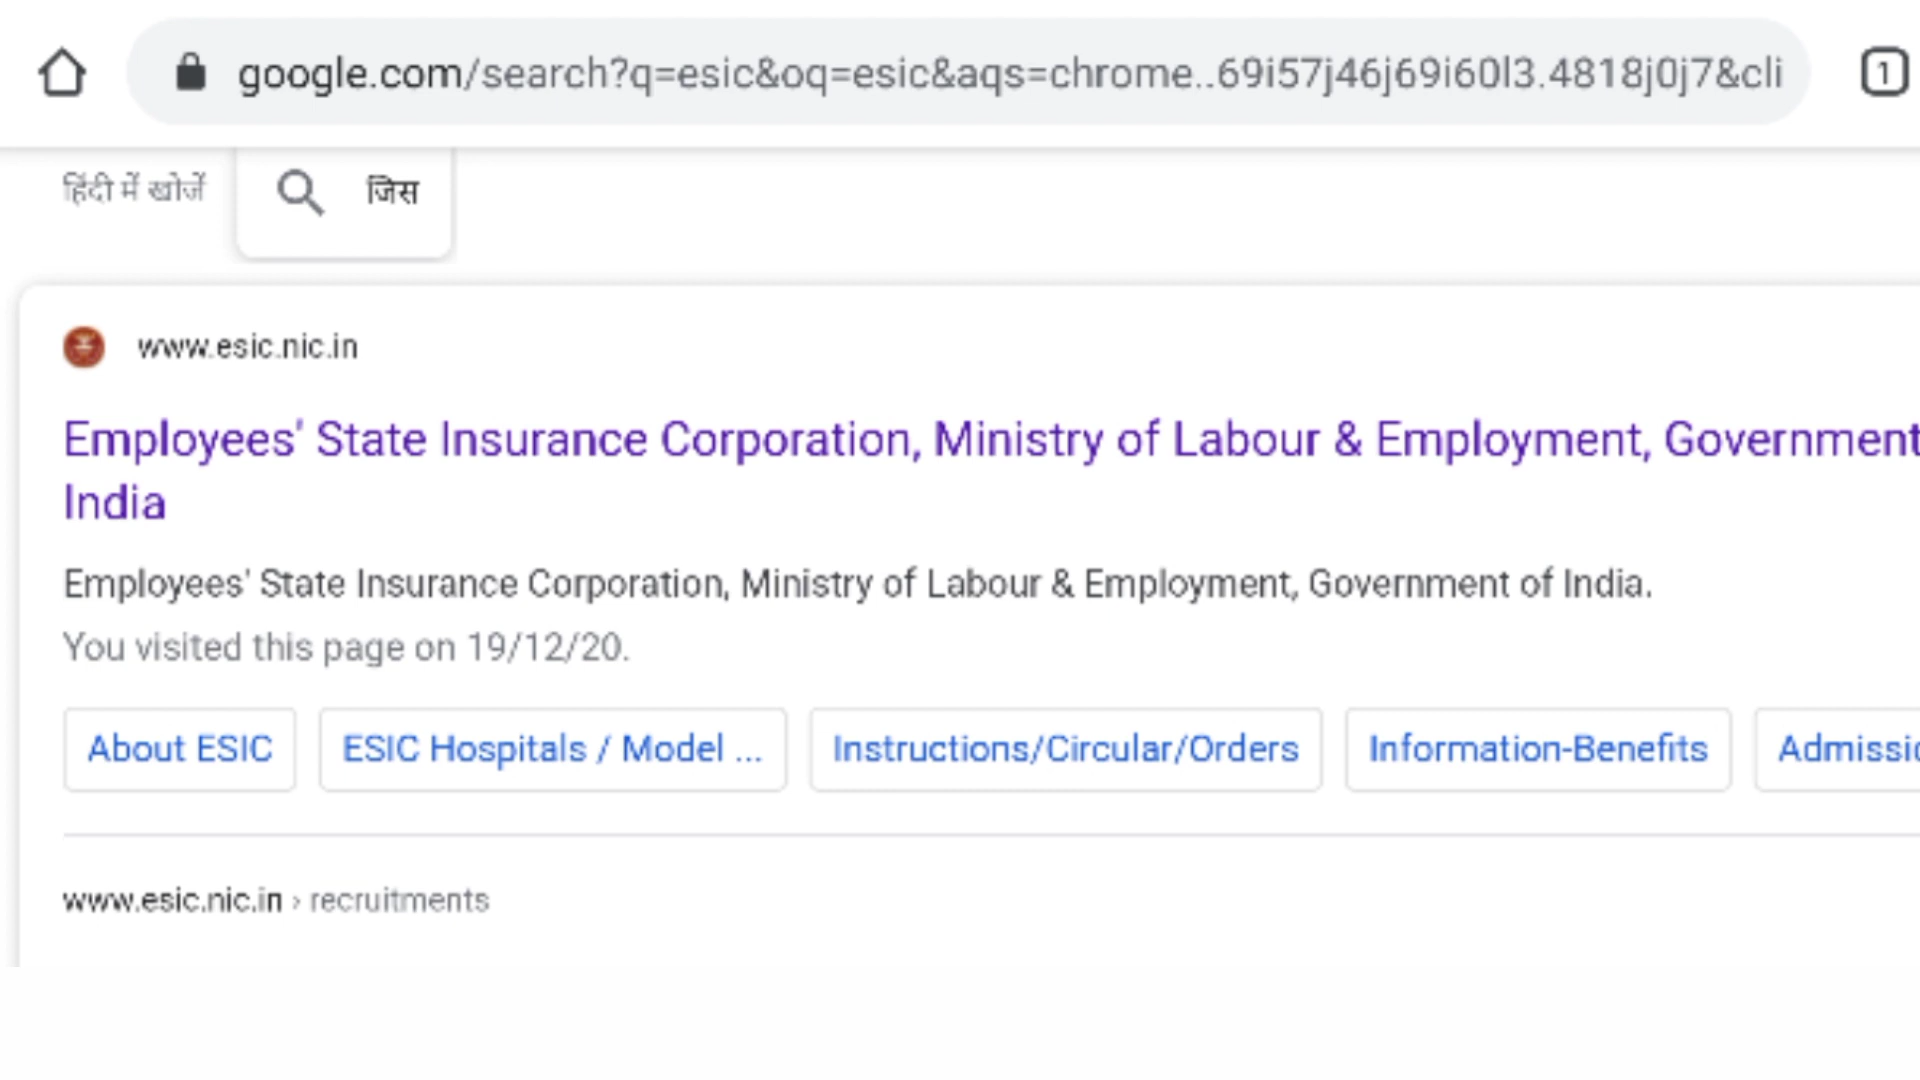 google.com/search?q=esic&oq=esic&aqs=chrome..69i57j46j69i60l3.4818j0j7&cli
1
हिंदी में खोजें
जिस
www.esic.nic.in
Employees' State Insurance Corporation, Ministry of Labour & Employment, Government
India
Employees' State Insurance Corporation, Ministry of Labour & Employment, Government of India.
You visited this page on 19/12/20.
About ESIC
ESIC Hospitals / Model ...
Instructions/Circular/Orders
Information-Benefits
www.esic.nic.in › recruitments